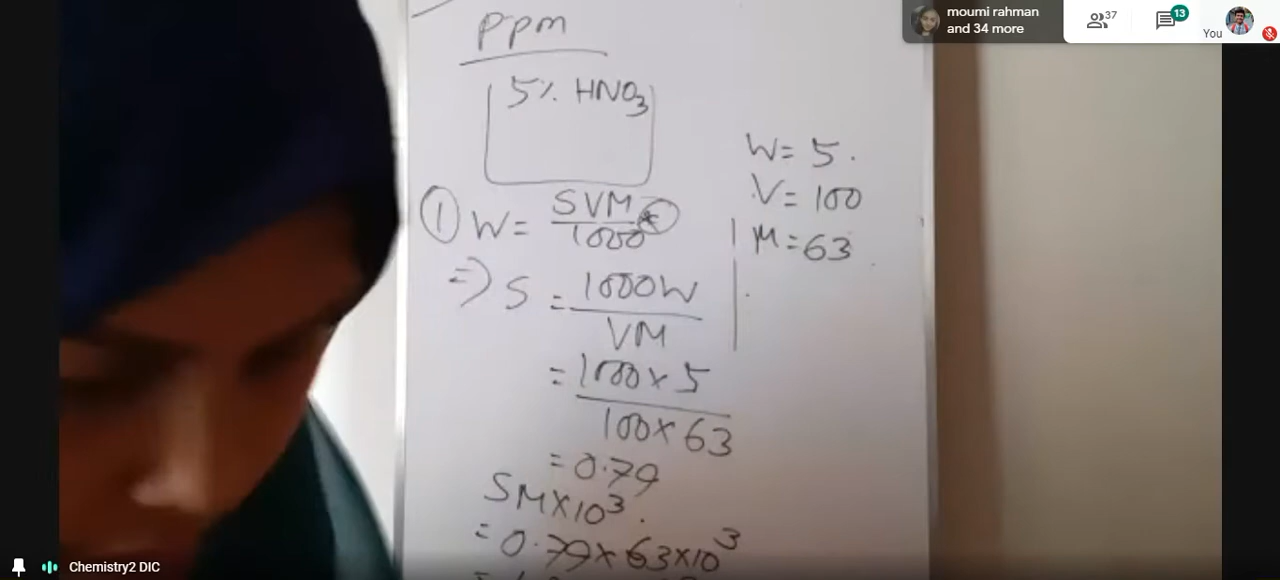 moumi rahman
and 34 more
37
13
You
ppm
5% HNO3
W = 5.
V = 100
M = 63
① W = SVM
1000
=> S = 1000W
VM
= 1000 x 5
100 x 63
= 0.79
SM x 10³.
= 0.79 x 63 x 10³
Chemistry2 DIC